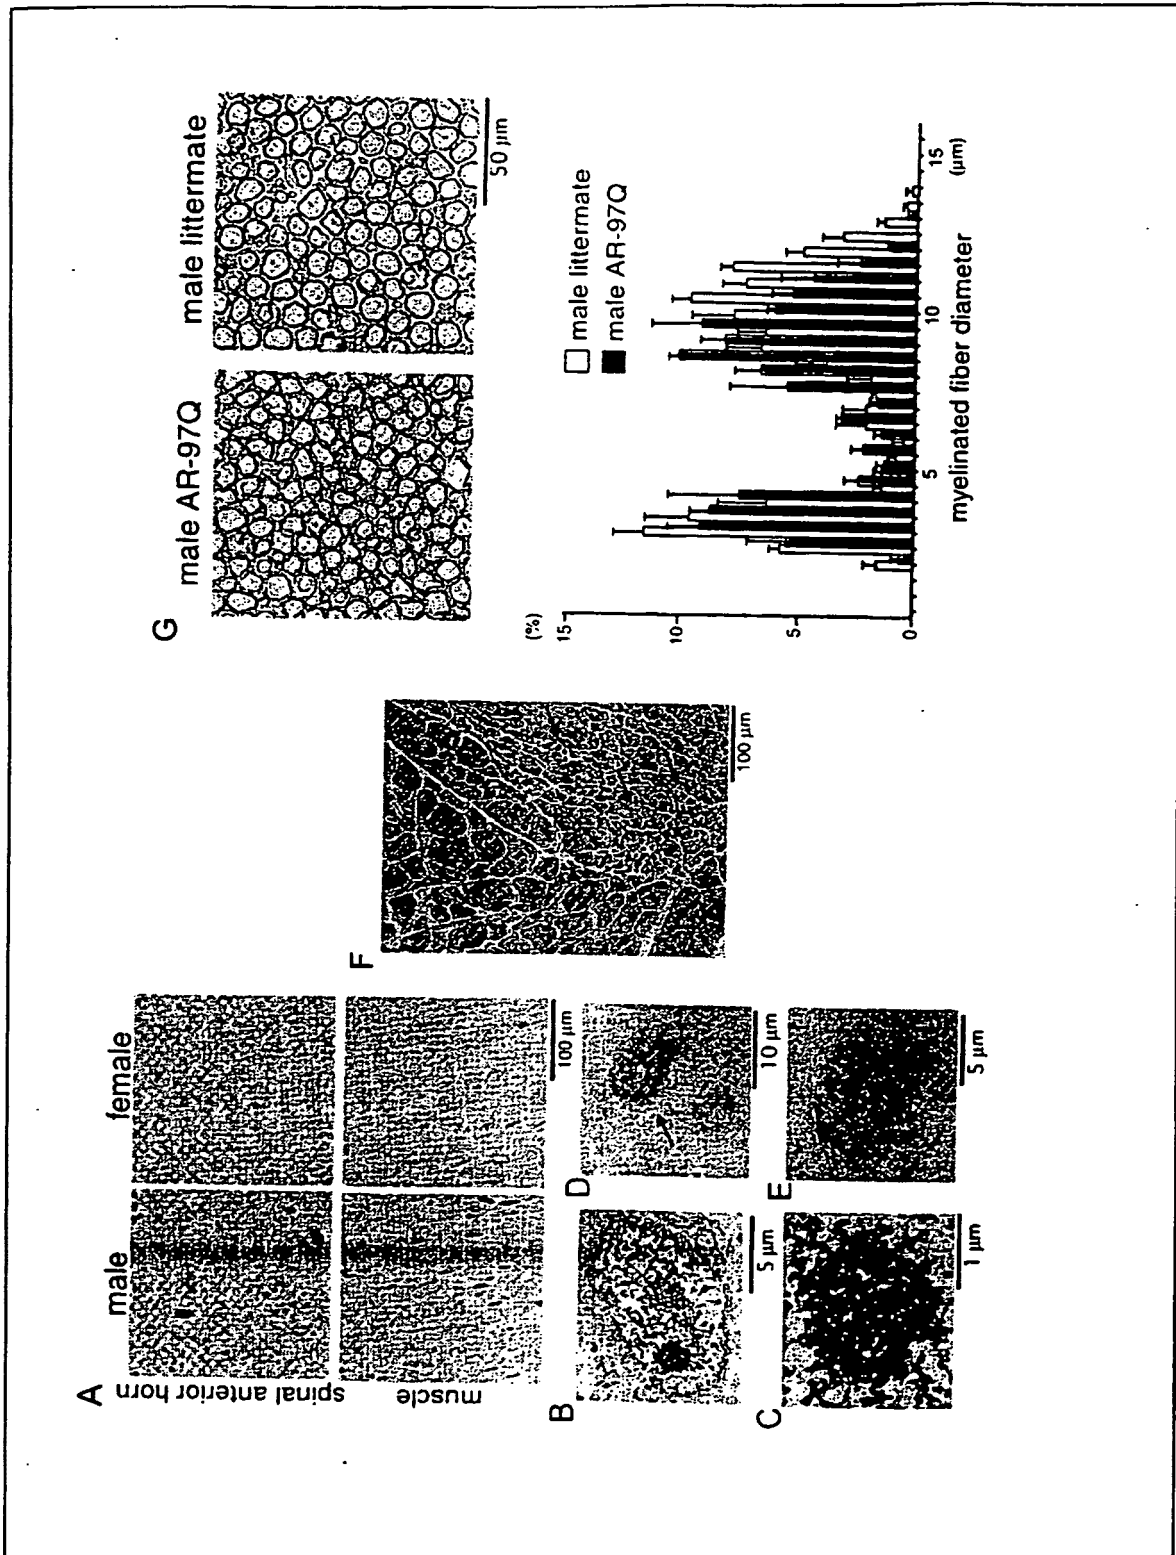 A
male
female
spinal anterior horn
muscle
100 µm
B
5 µm
D
10 µm
C
1 µm
E
5 µm
F
100 µm
G
male AR-97Q
male littermate
50 µm
(%)
15
10
5
0
male littermate
male AR-97Q
5
10
15
(µm)
myelinated fiber diameter